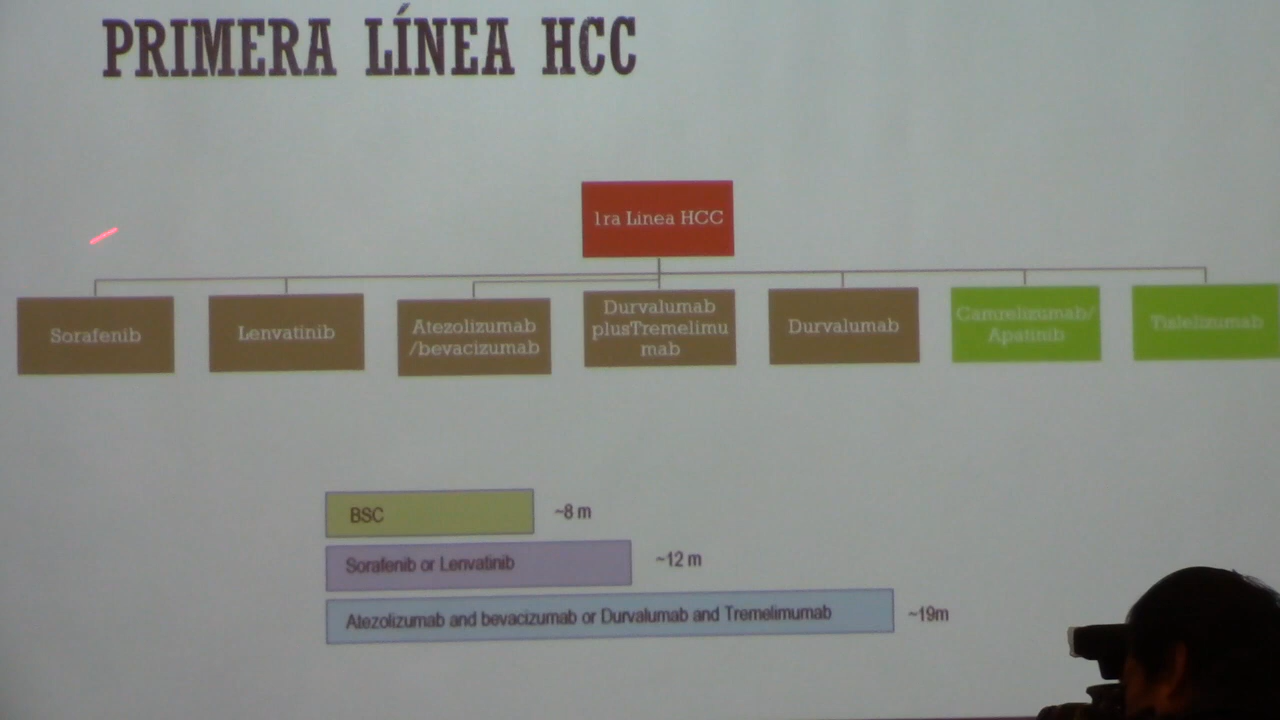 PRIMERA LÍNEA HCC
1ra Linea HCC
Sorafenib
Lenvatinib
Atezolizumab
/bevacizumab
Durvalumab
plusTremelimu
mab
Durvalumab
Camrelizumab/
Apatinib
Tislelizumab
BSC
~8 m
Sorafenib or Lenvatinib
~12 m
Atezolizumab and bevacizumab or Durvalumab and Tremelimumab
~19m